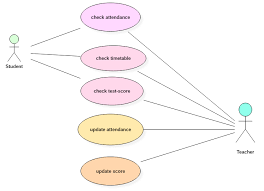 check attendance
check timetable
Student
check test-score
update attendance
Teacher
update score